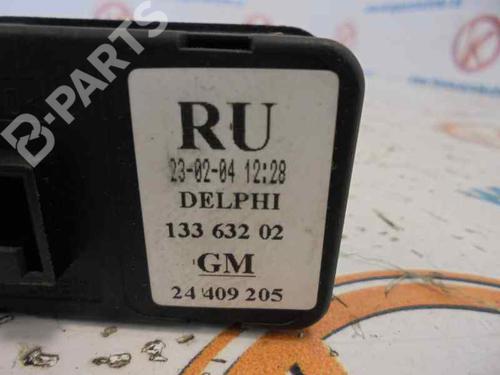 B-PARTS
RU
23-02-04 12:28
DELPHI
133 632 02
GM
24 409 205